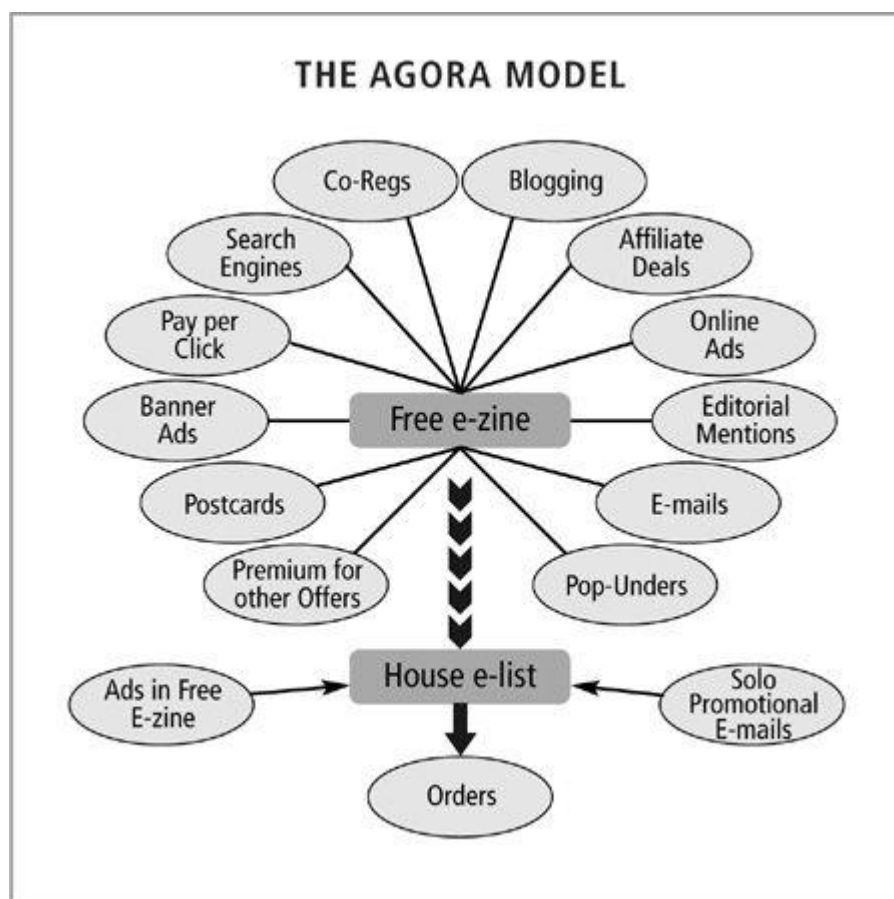 THE AGORA MODEL
Co-Regs
Blogging
Search
Engines
Affiliate
Deals
Pay per
Click
Online
Ads
Banner
Ads
Free e-zine
Editorial
Mentions
Postcards
E-mails
Premium for
other Offers
Pop-Unders
House e-list
Ads in Free
E-zine
Solo
Promotional
E-mails
Orders